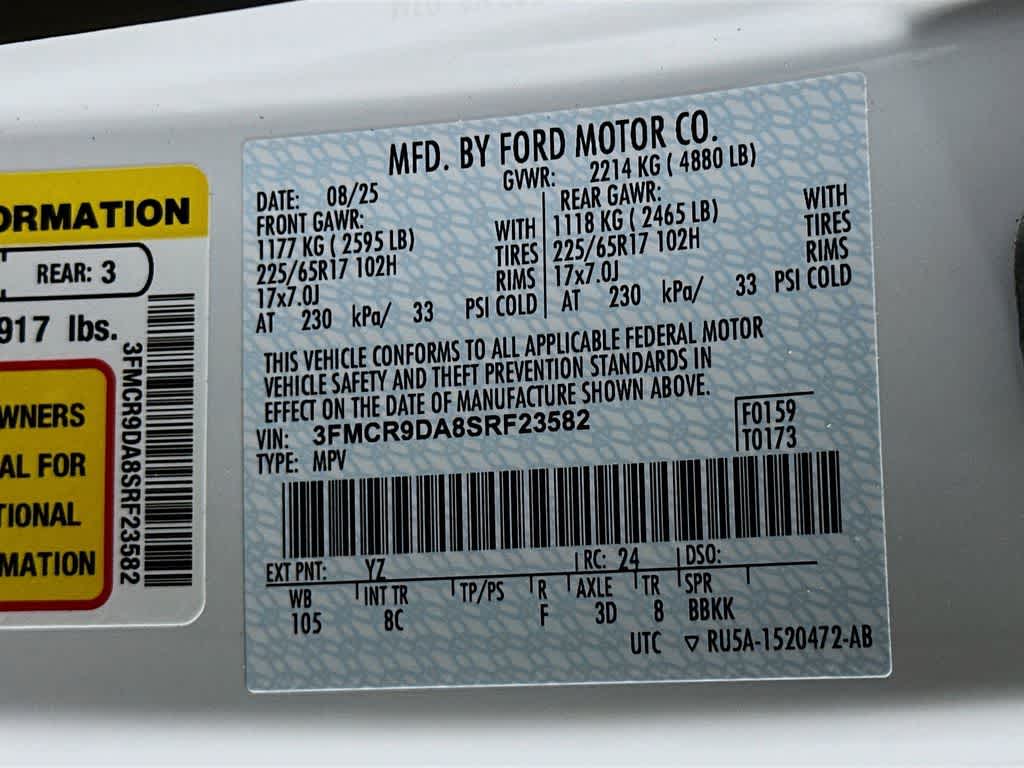 ORMATION
REAR: 3
917 lbs.
3FMCR9DA8SRF23582
WNERS
AL FOR
TIONAL
MATION
MFD. BY FORD MOTOR CO.
DATE: 08/25 GVWR: 2214 KG ( 4880 LB)
FRONT GAWR: REAR GAWR:
1177 KG ( 2595 LB) WITH 1118 KG ( 2465 LB) WITH
225/65R17 102H TIRES 225/65R17 102H TIRES
17x7.0J RIMS 17x7.0J RIMS
AT 230 kPa/ 33 PSI COLD AT 230 kPa/ 33 PSI COLD
THIS VEHICLE CONFORMS TO ALL APPLICABLE FEDERAL MOTOR
VEHICLE SAFETY AND THEFT PREVENTION STANDARDS IN
EFFECT ON THE DATE OF MANUFACTURE SHOWN ABOVE.
VIN: 3FMCR9DA8SRF23582 F0159
TYPE: MPV T0173
EXT PNT: YZ RC: 24 DSO:
WB INT TR TP/PS R AXLE TR SPR
105 8C F 3D 8 BBKK
UTC ▽ RU5A-1520472-AB